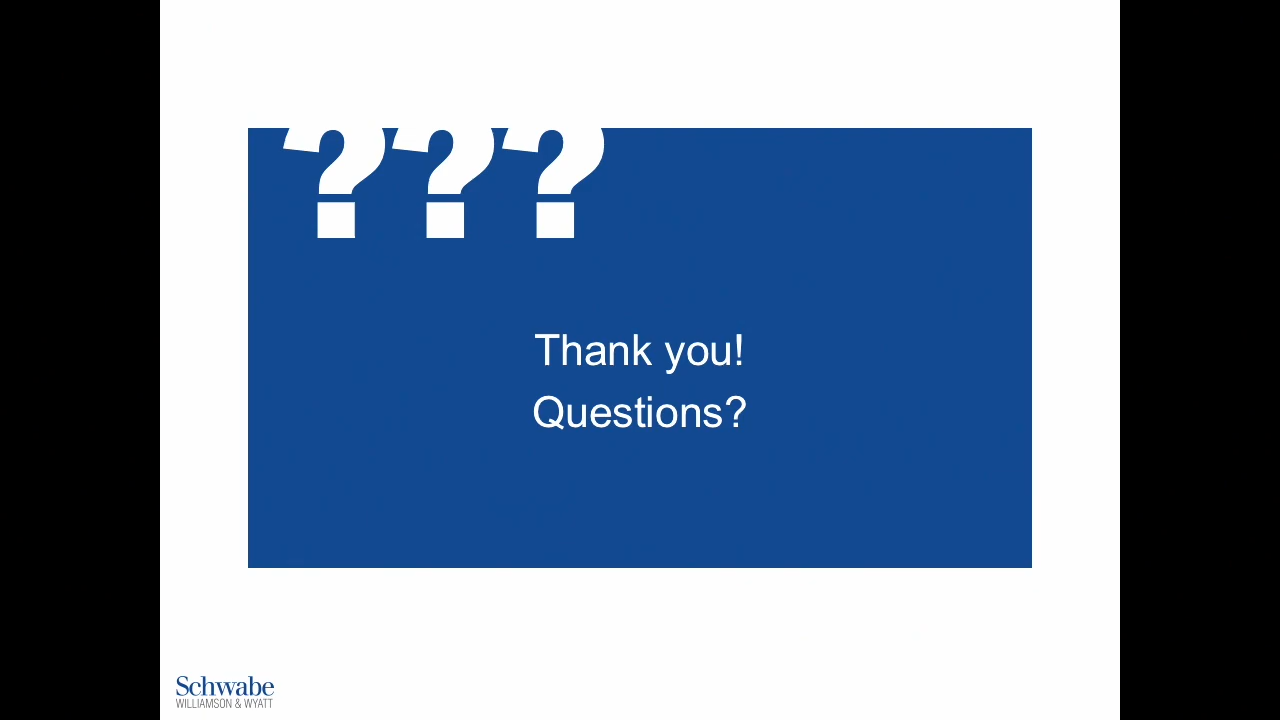 ???
Thank you!
Questions?
Schwabe
WILLIAMSON & WYATT